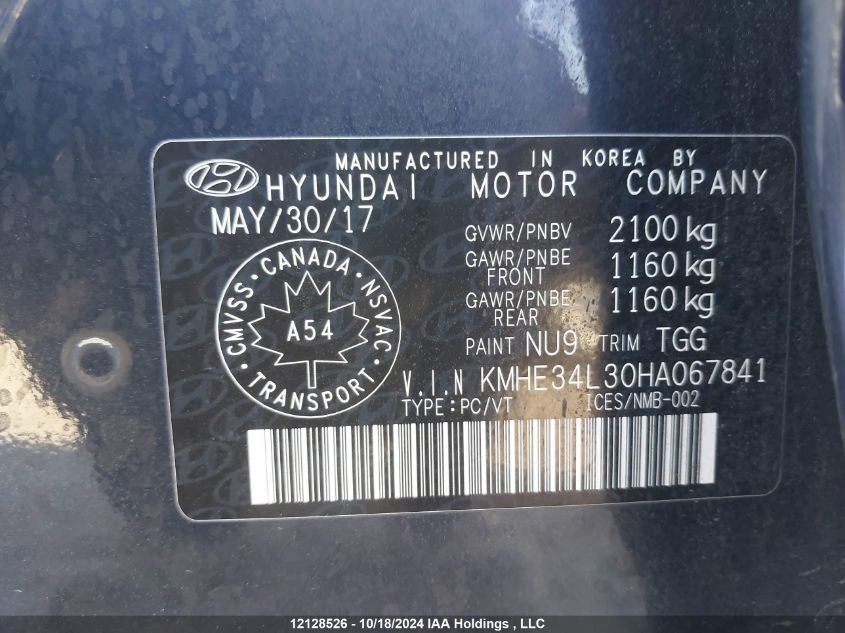 MANUFACTURED IN KOREA BY
HYUNDAI MOTOR COMPANY
MAY/30/17
GVWR/PNBV 2100 kg
GAWR/PNBE FRONT 1160 kg
GAWR/PNBE REAR 1160 kg
PAINT NU9 TRIM TGG
CMVSS · CANADA · NSVAC · TRANSPORT ·
A54
V.I.N KMHE34L30HA067841
TYPE:PC/VT ICES/NMB-002
12128526 - 10/18/2024 IAA Holdings , LLC